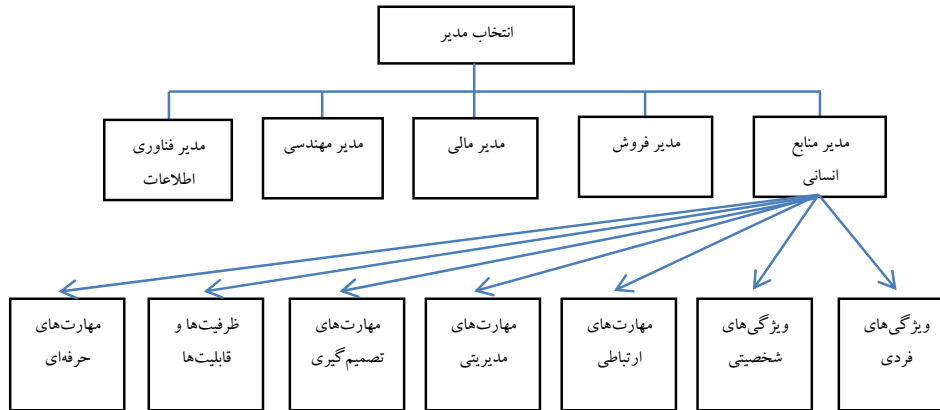 انتخاب مدیر
مدیر منابع
انسانی
مدیر فروش
مدیر مالی
مدیر مهندسی
مدیر فناوری
اطلاعات
ویژگی‌های
فردی
ویژگی‌های
شخصیتی
مهارت‌های
ارتباطی
مهارت‌های
مدیریتی
مهارت‌های
تصمیم‌گیری
ظرفیت‌ها و
قابلیت‌ها
مهارت‌های
حرفه‌ای